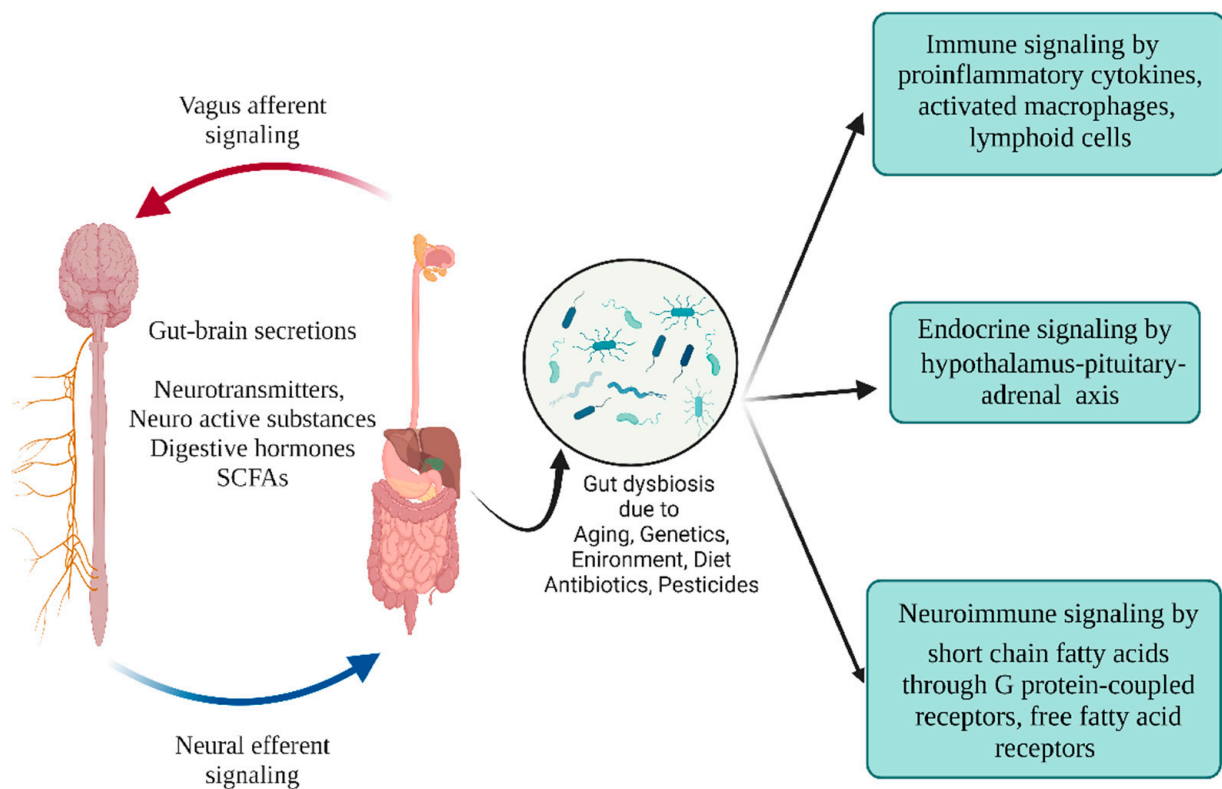 Vagus afferent
signaling
Gut-brain secretions
Neurotransmitters,
Neuro active substances
Digestive hormones
SCFAs
Neural efferent
signaling
Gut dysbiosis
due to
Aging, Genetics,
Enironment, Diet
Antibiotics, Pesticides
Immune signaling by
proinflammatory cytokines,
activated macrophages,
lymphoid cells
Endocrine signaling by
hypothalamus-pituitary-
adrenal axis
Neuroimmune signaling by
short chain fatty acids
through G protein-coupled
receptors, free fatty acid
receptors